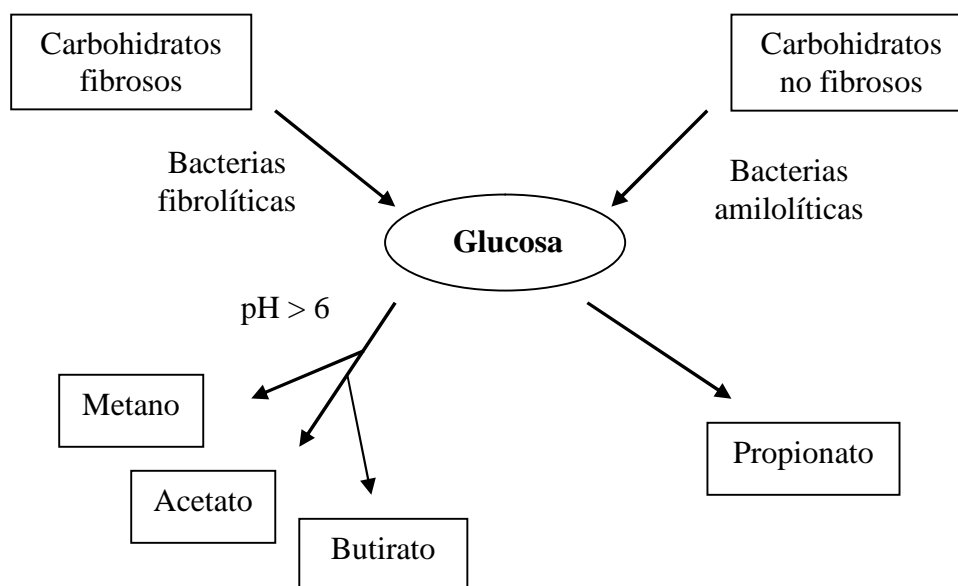 Carbohidratos
fibrosos
Carbohidratos
no fibrosos
Bacterias
fibrolíticas
Bacterias
amilolíticas
Glucosa
pH > 6
Metano
Propionato
Acetato
Butirato